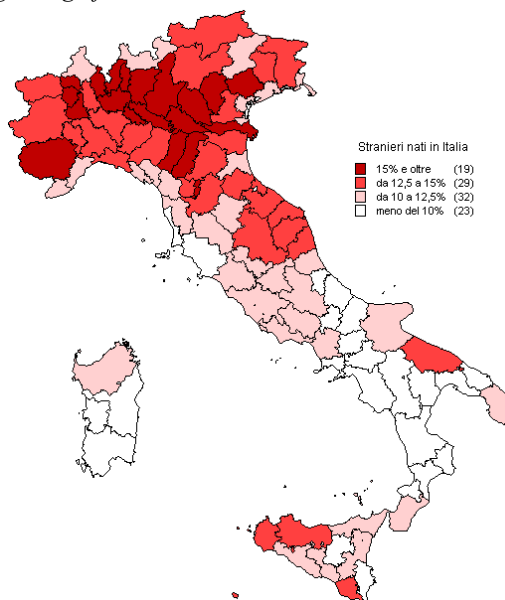 Stranieri nati in Italia
15% e oltre (19)
da 12,5 a 15% (29)
da 10 a 12,5% (32)
meno del 10% (23)